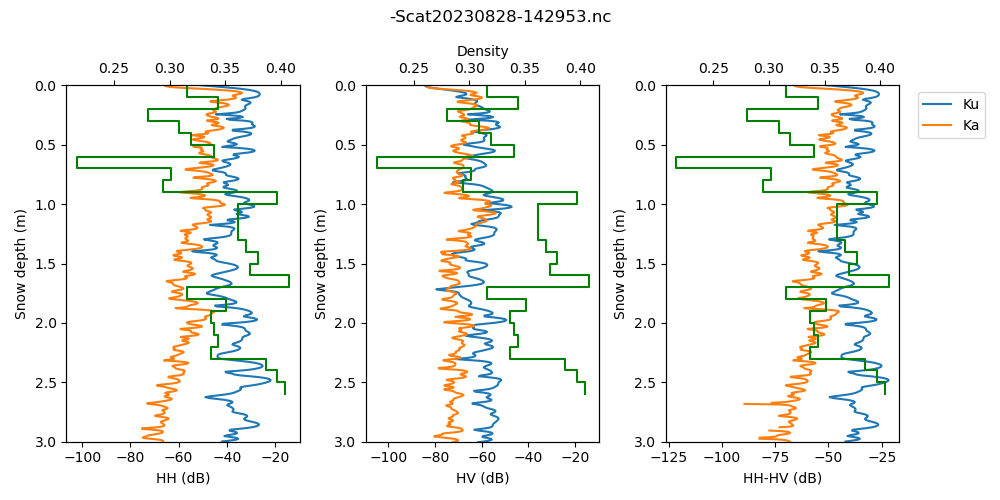 -Scat20230828-142953.nc
Density
0.25 0.30 0.35 0.40
0.25 0.30 0.35 0.40
0.25 0.30 0.35 0.40
Ku
Ka
Snow depth (m)
0.0
0.5
1.0
1.5
2.0
2.5
3.0
−100 −80 −60 −40 −20
HH (dB)
Snow depth (m)
0.0
0.5
1.0
1.5
2.0
2.5
3.0
−100 −80 −60 −40 −20
HV (dB)
Snow depth (m)
0.0
0.5
1.0
1.5
2.0
2.5
3.0
−125 −100 −75 −50 −25
HH-HV (dB)